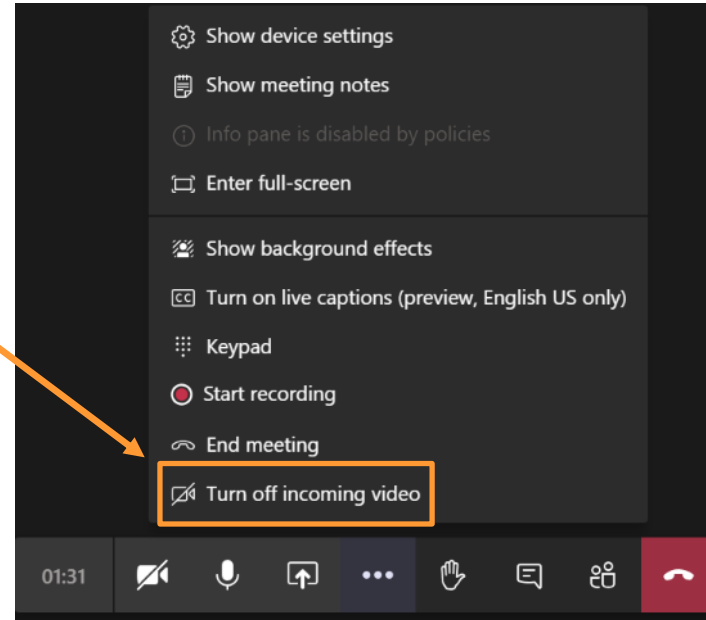 Show device settings
Show meeting notes
Info pane is disabled by policies
Enter full-screen
Show background effects
CC Turn on live captions (preview, English US only)
Keypad
Start recording
End meeting
Turn off incoming video
01:31